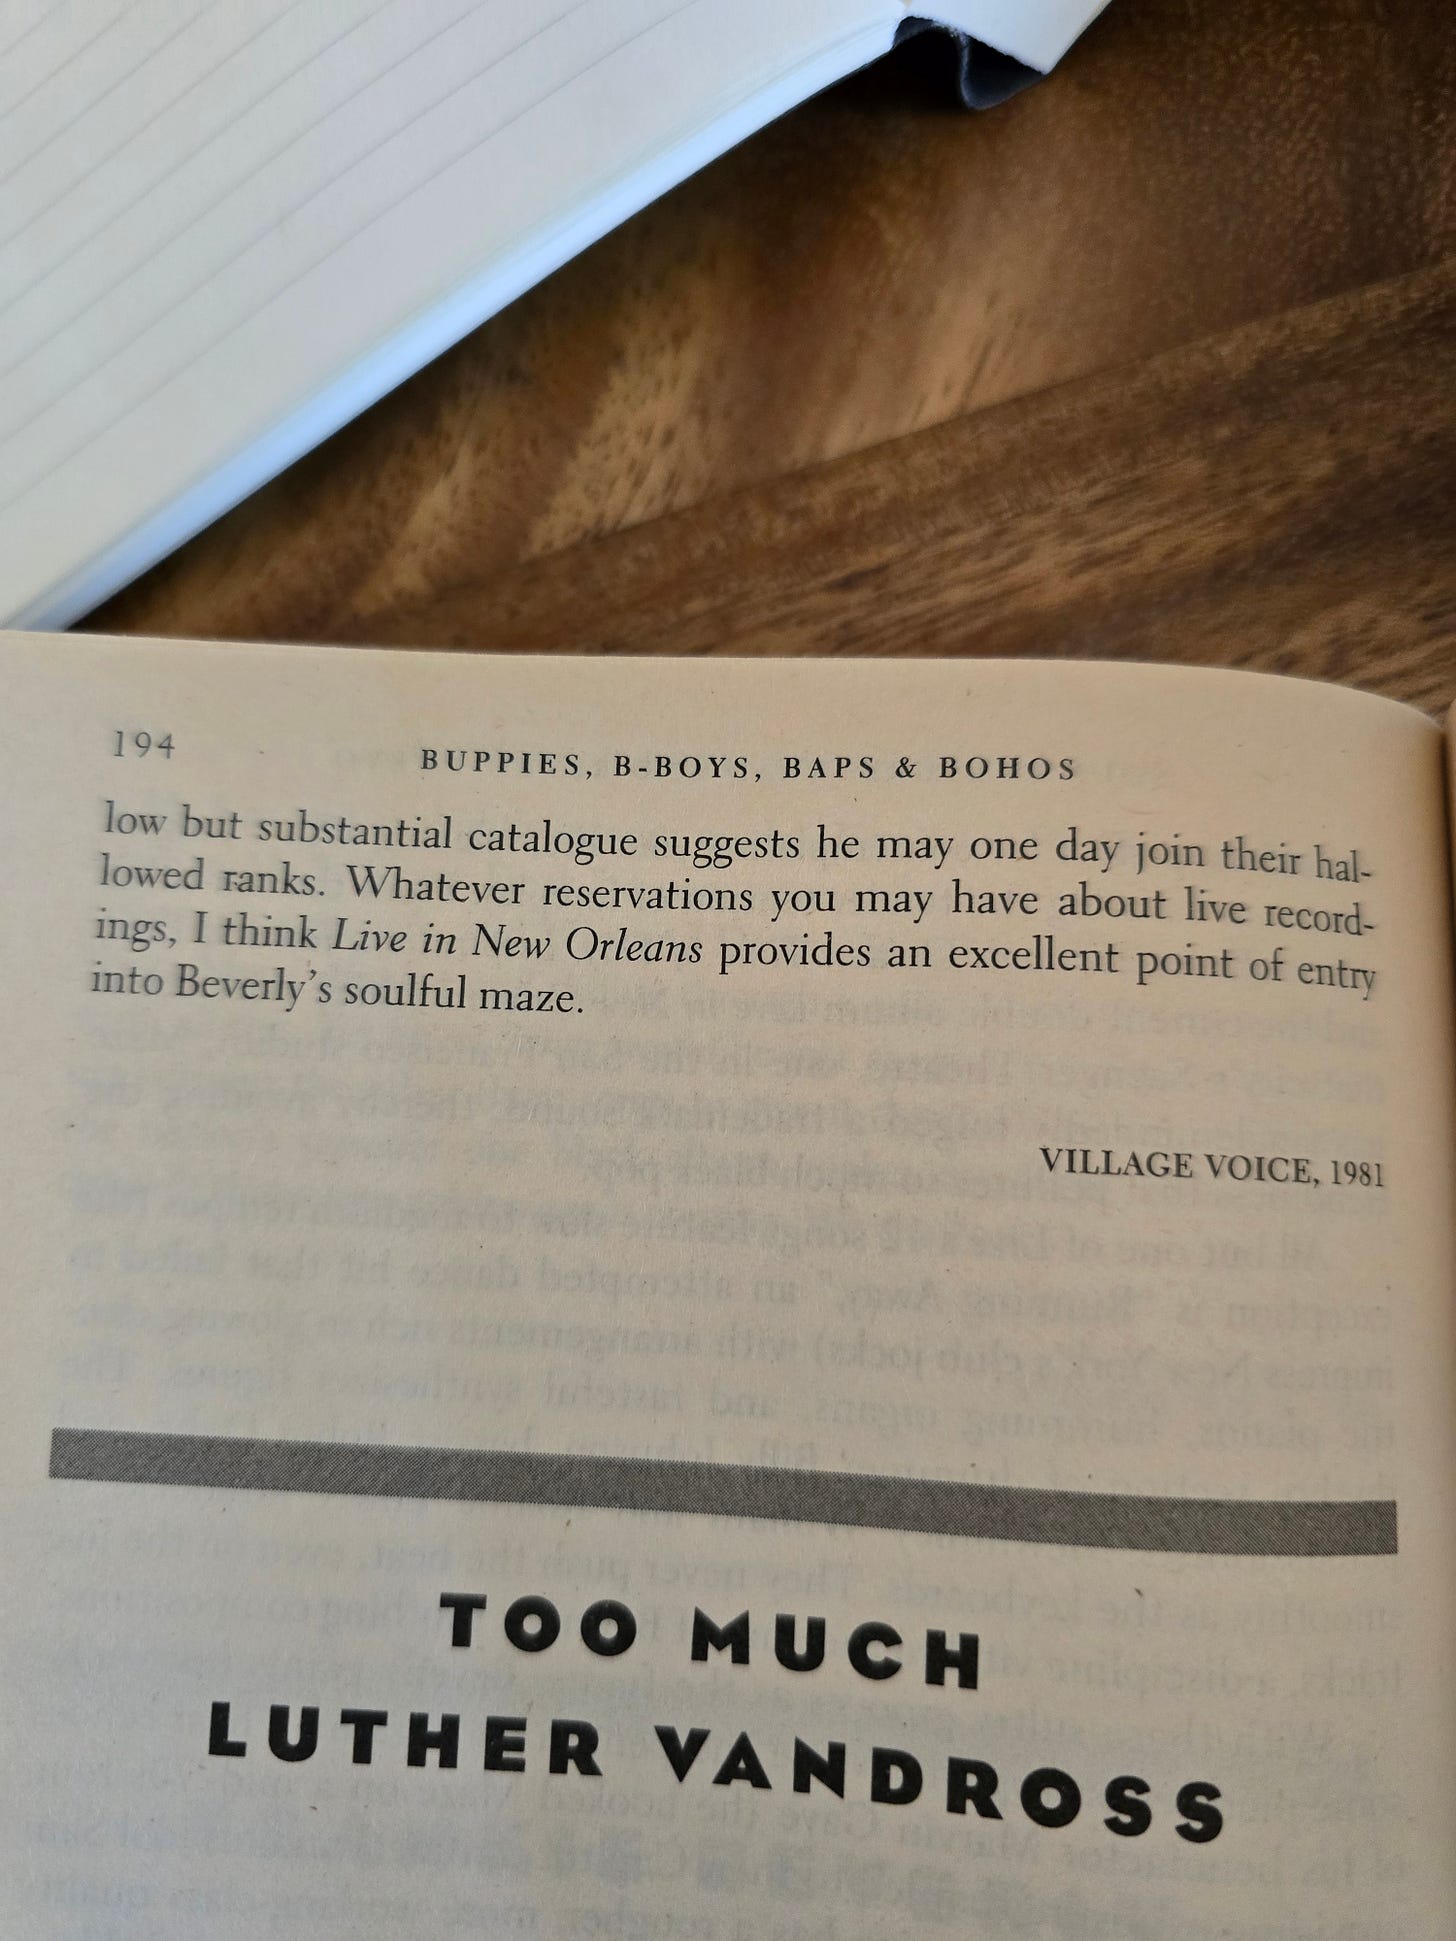 194
BUPPIES, B-BOYS, BAPS & BOHOS
low but substantial catalogue suggests he may one day join their hal-
lowed ranks. Whatever reservations you may have about live record-
ings, I think Live in New Orleans provides an excellent point of entry
into Beverly's soulful maze.
VILLAGE VOICE, 1981
TOO MUCH
LUTHER VANDROSS